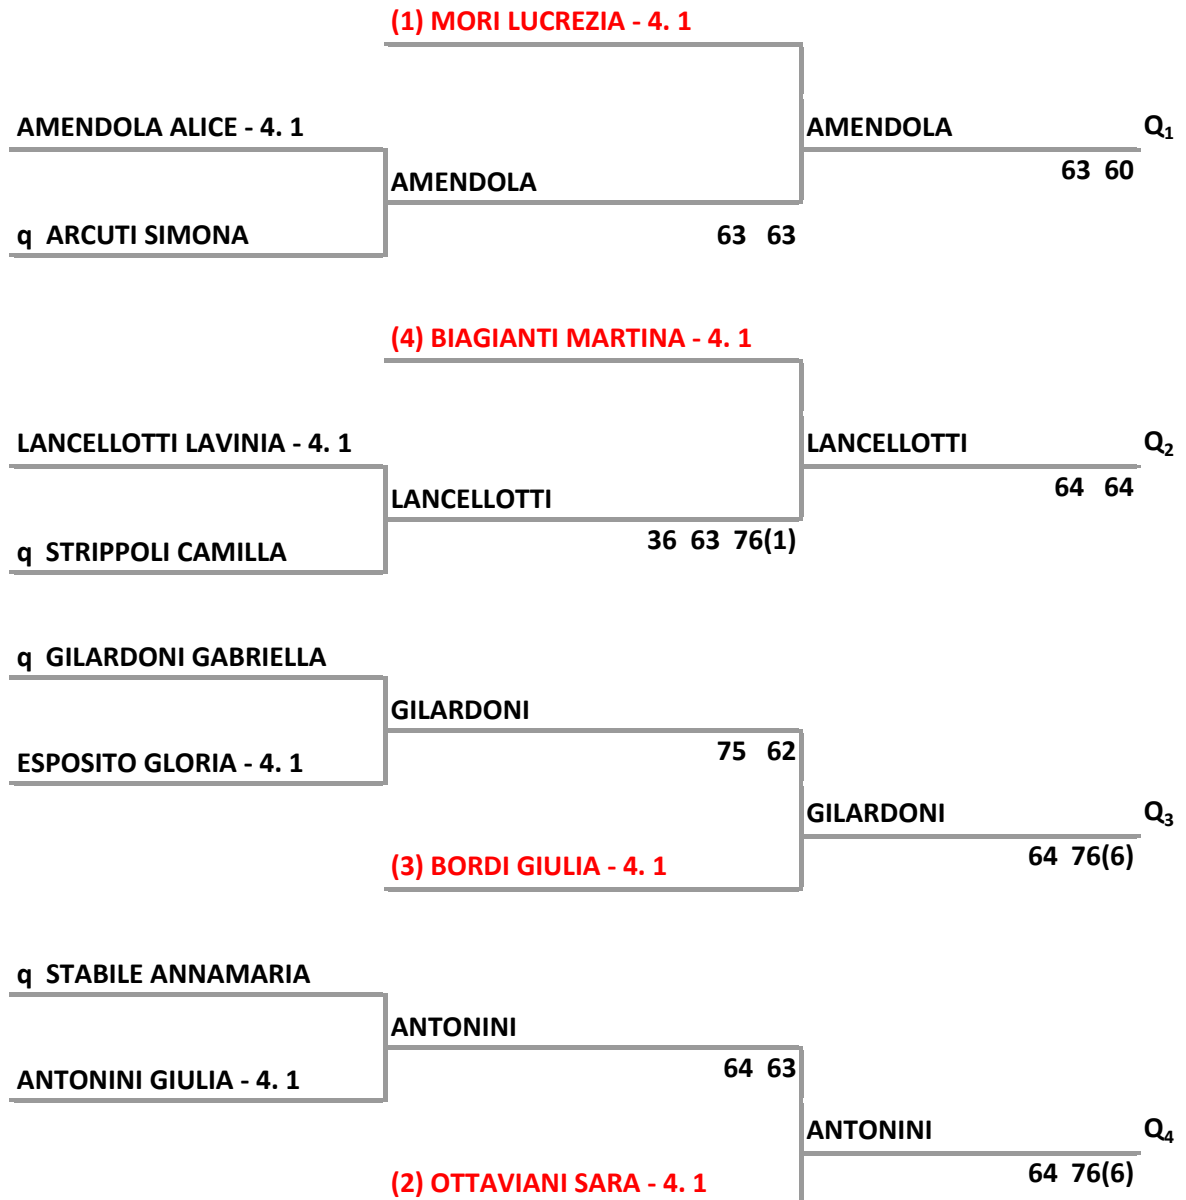 (1) MORI LUCREZIA - 4. 1
AMENDOLA ALICE - 4. 1
AMENDOLA
Q1
63 60
AMENDOLA
q ARCUTI SIMONA
63 63
(4) BIAGIANTI MARTINA - 4. 1
LANCELLOTTI LAVINIA - 4. 1
LANCELLOTTI
Q2
64 64
LANCELLOTTI
q STRIPPOLI CAMILLA
36 63 76(1)
q GILARDONI GABRIELLA
GILARDONI
75 62
ESPOSITO GLORIA - 4. 1
GILARDONI
Q3
64 76(6)
(3) BORDI GIULIA - 4. 1
q STABILE ANNAMARIA
ANTONINI
64 63
ANTONINI GIULIA - 4. 1
ANTONINI
Q4
64 76(6)
(2) OTTAVIANI SARA - 4. 1